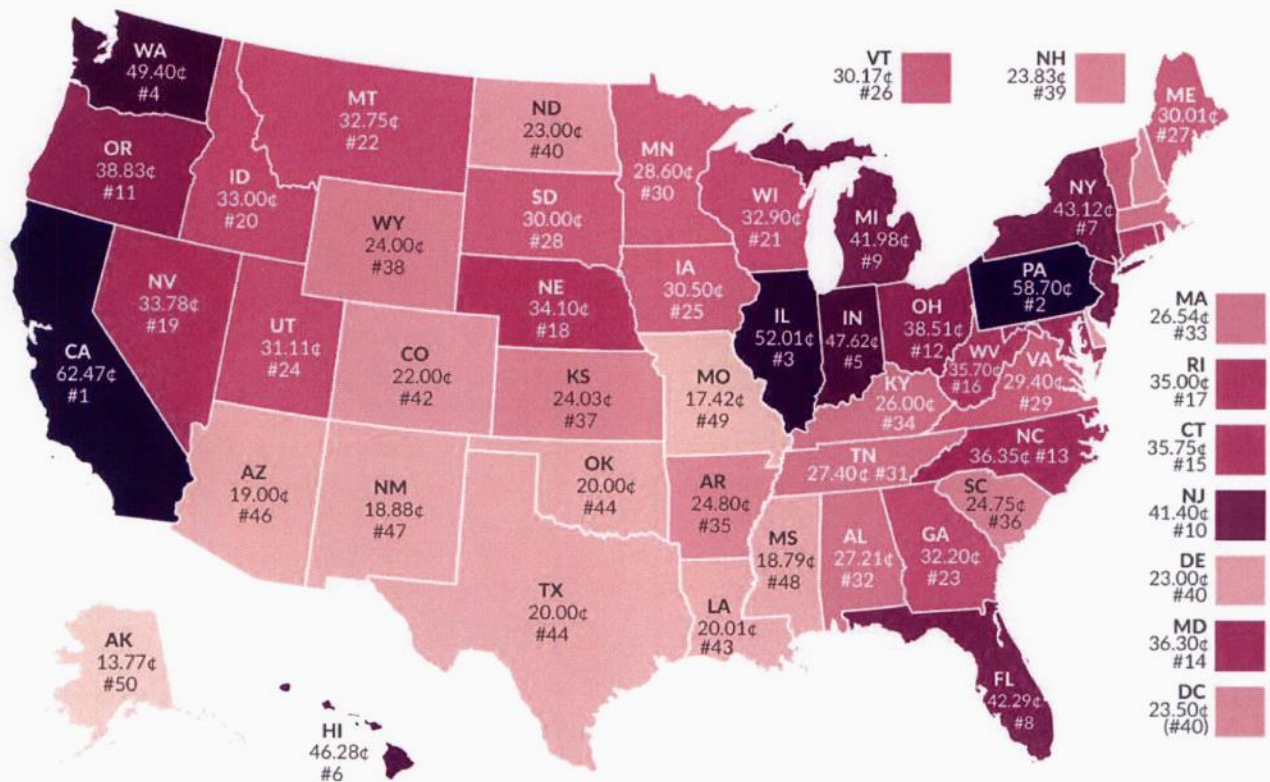 WA
49.40¢
#4
MT
32.75¢
#22
ND
23.00¢
#40
VT
30.17¢
#26
NH
23.83¢
#39
ME
30.01¢
#27
OR
38.83¢
#11
ID
33.00¢
#20
MN
28.60¢
#30
SD
30.00¢
#28
WI
32.90¢
#21
NY
43.12¢
#7
MI
41.98¢
#9
WY
24.00¢
#38
NV
33.78¢
#19
UT
31.11¢
#24
NE
34.10¢
#18
IA
30.50¢
#25
PA
58.70¢
#2
IL
52.01¢
#3
IN
47.62¢
#5
OH
38.51¢
#12
MA
26.54¢
#33
CA
62.47¢
#1
CO
22.00¢
#42
KS
24.03¢
#37
MO
17.42¢
#49
WV
35.70¢
#16
VA
29.40¢
#29
RI
35.00¢
#17
KY
26.00¢
#34
NC
36.35¢ #13
TN
27.40¢ #31
CT
35.75¢
#15
AZ
19.00¢
#46
NM
18.88¢
#47
OK
20.00¢
#44
AR
24.80¢
#35
SC
24.75¢
#36
NJ
41.40¢
#10
MS
18.79¢
#48
AL
27.21¢
#32
GA
32.20¢
#23
DE
23.00¢
#40
TX
20.00¢
#44
LA
20.01¢
#43
MD
36.30¢
#14
AK
13.77¢
#50
FL
42.29¢
#8
DC
23.50¢
(#40)
HI
46.28¢
#6